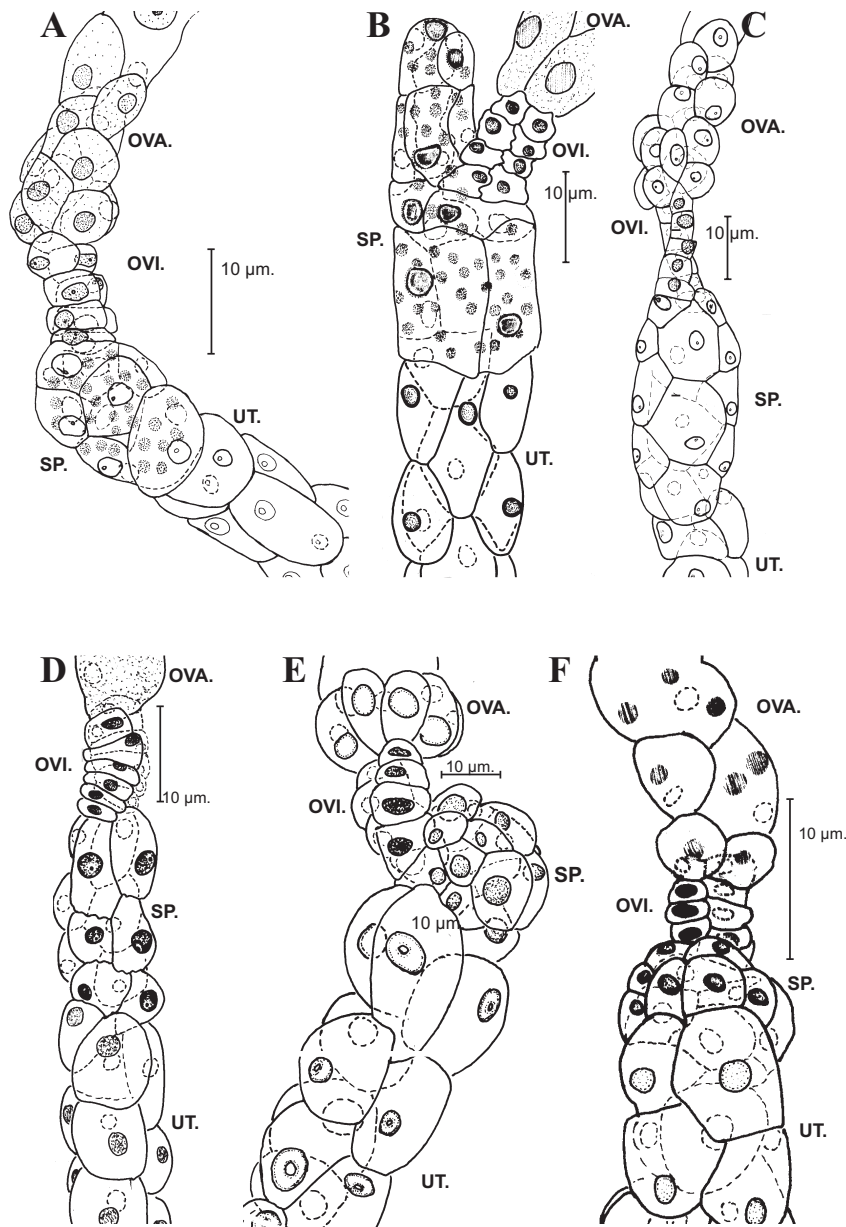 A
OVA.
OVI.
10 µm.
UT.
SP.
B
OVA.
OVI.
10 µm.
SP.
UT.
C
OVA.
OVI.
10 µm.
SP.
UT.
D
OVA.
OVI.
10 µm.
SP.
UT.
E
OVA.
10 µm.
OVI.
SP.
10 µm.
UT.
F
OVA.
10 µm.
OVI.
SP.
UT.